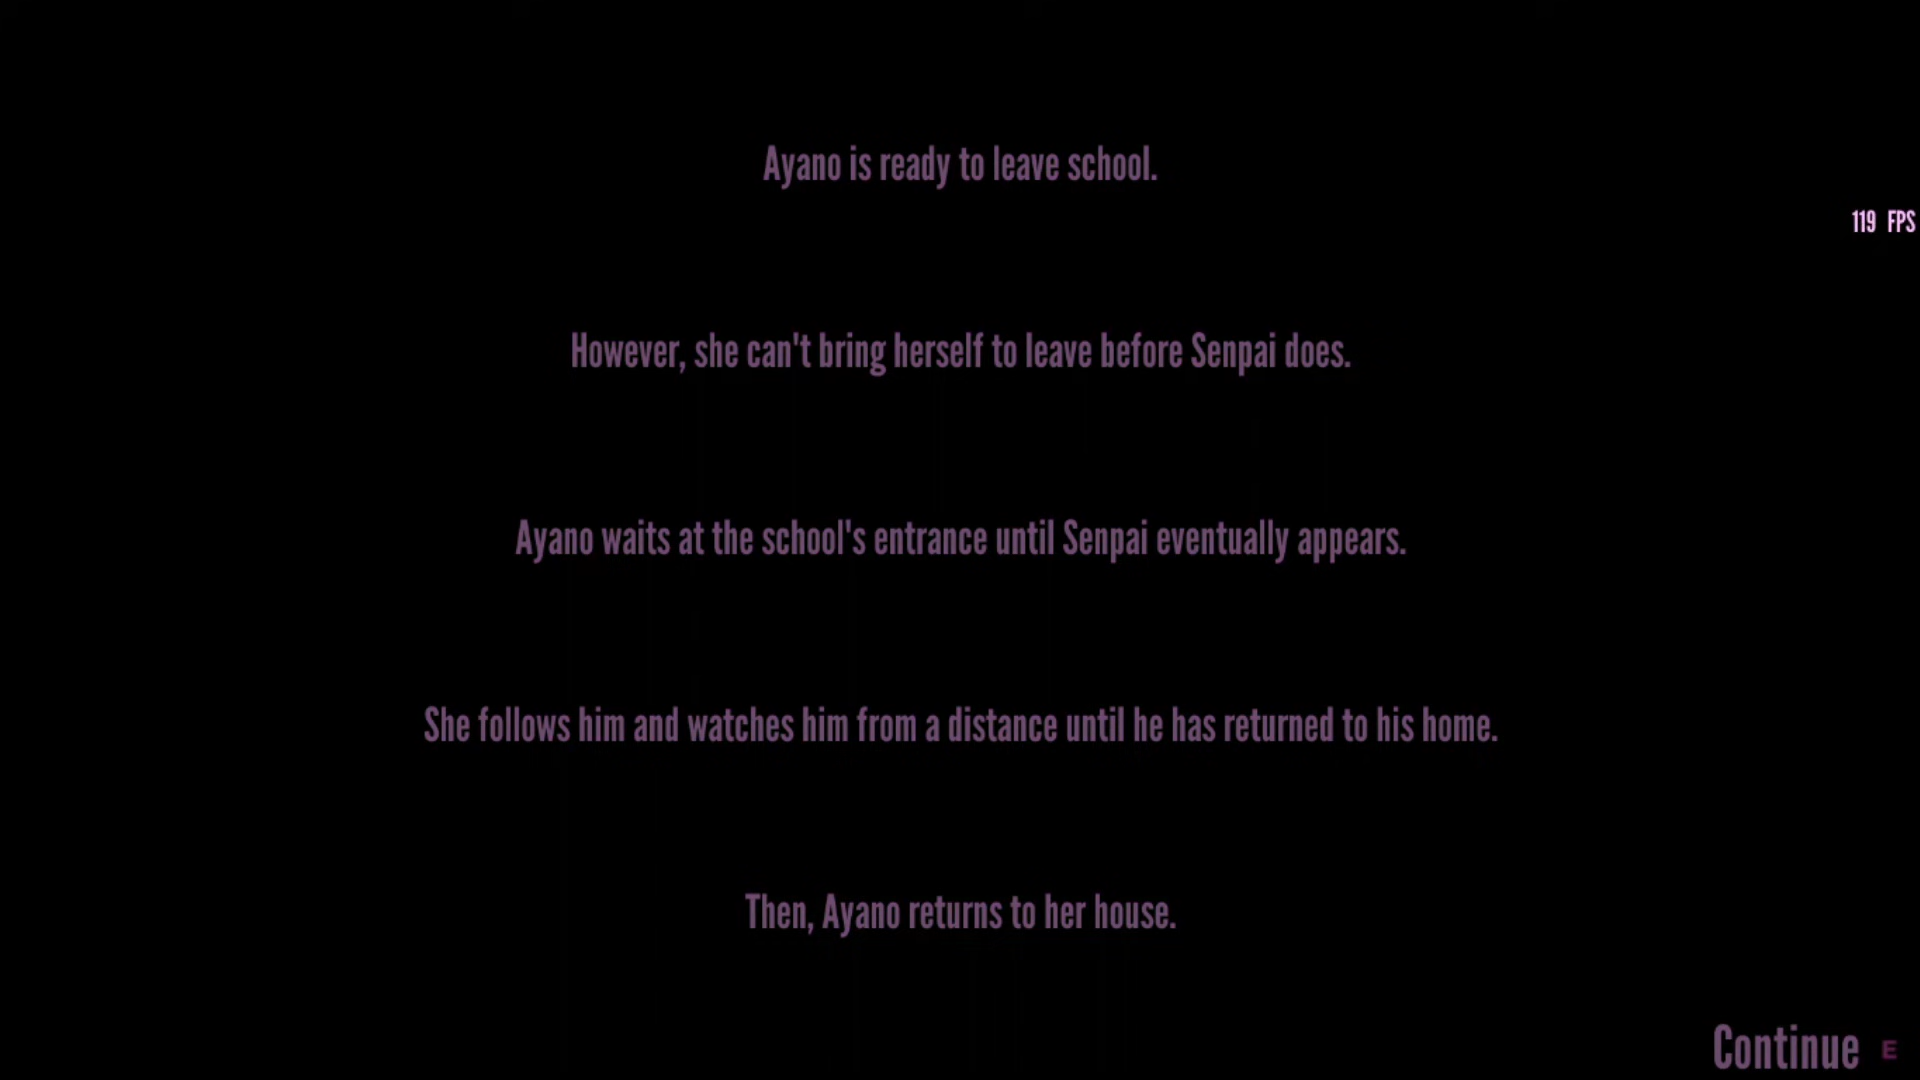 Ayano is ready to leave school.
119 FPS
However, she can't bring herself to leave before Senpai does.
Ayano waits at the school's entrance until Senpai eventually appears.
She follows him and watches him from a distance until he has returned to his home.
Then, Ayano returns to her house.
Continue E